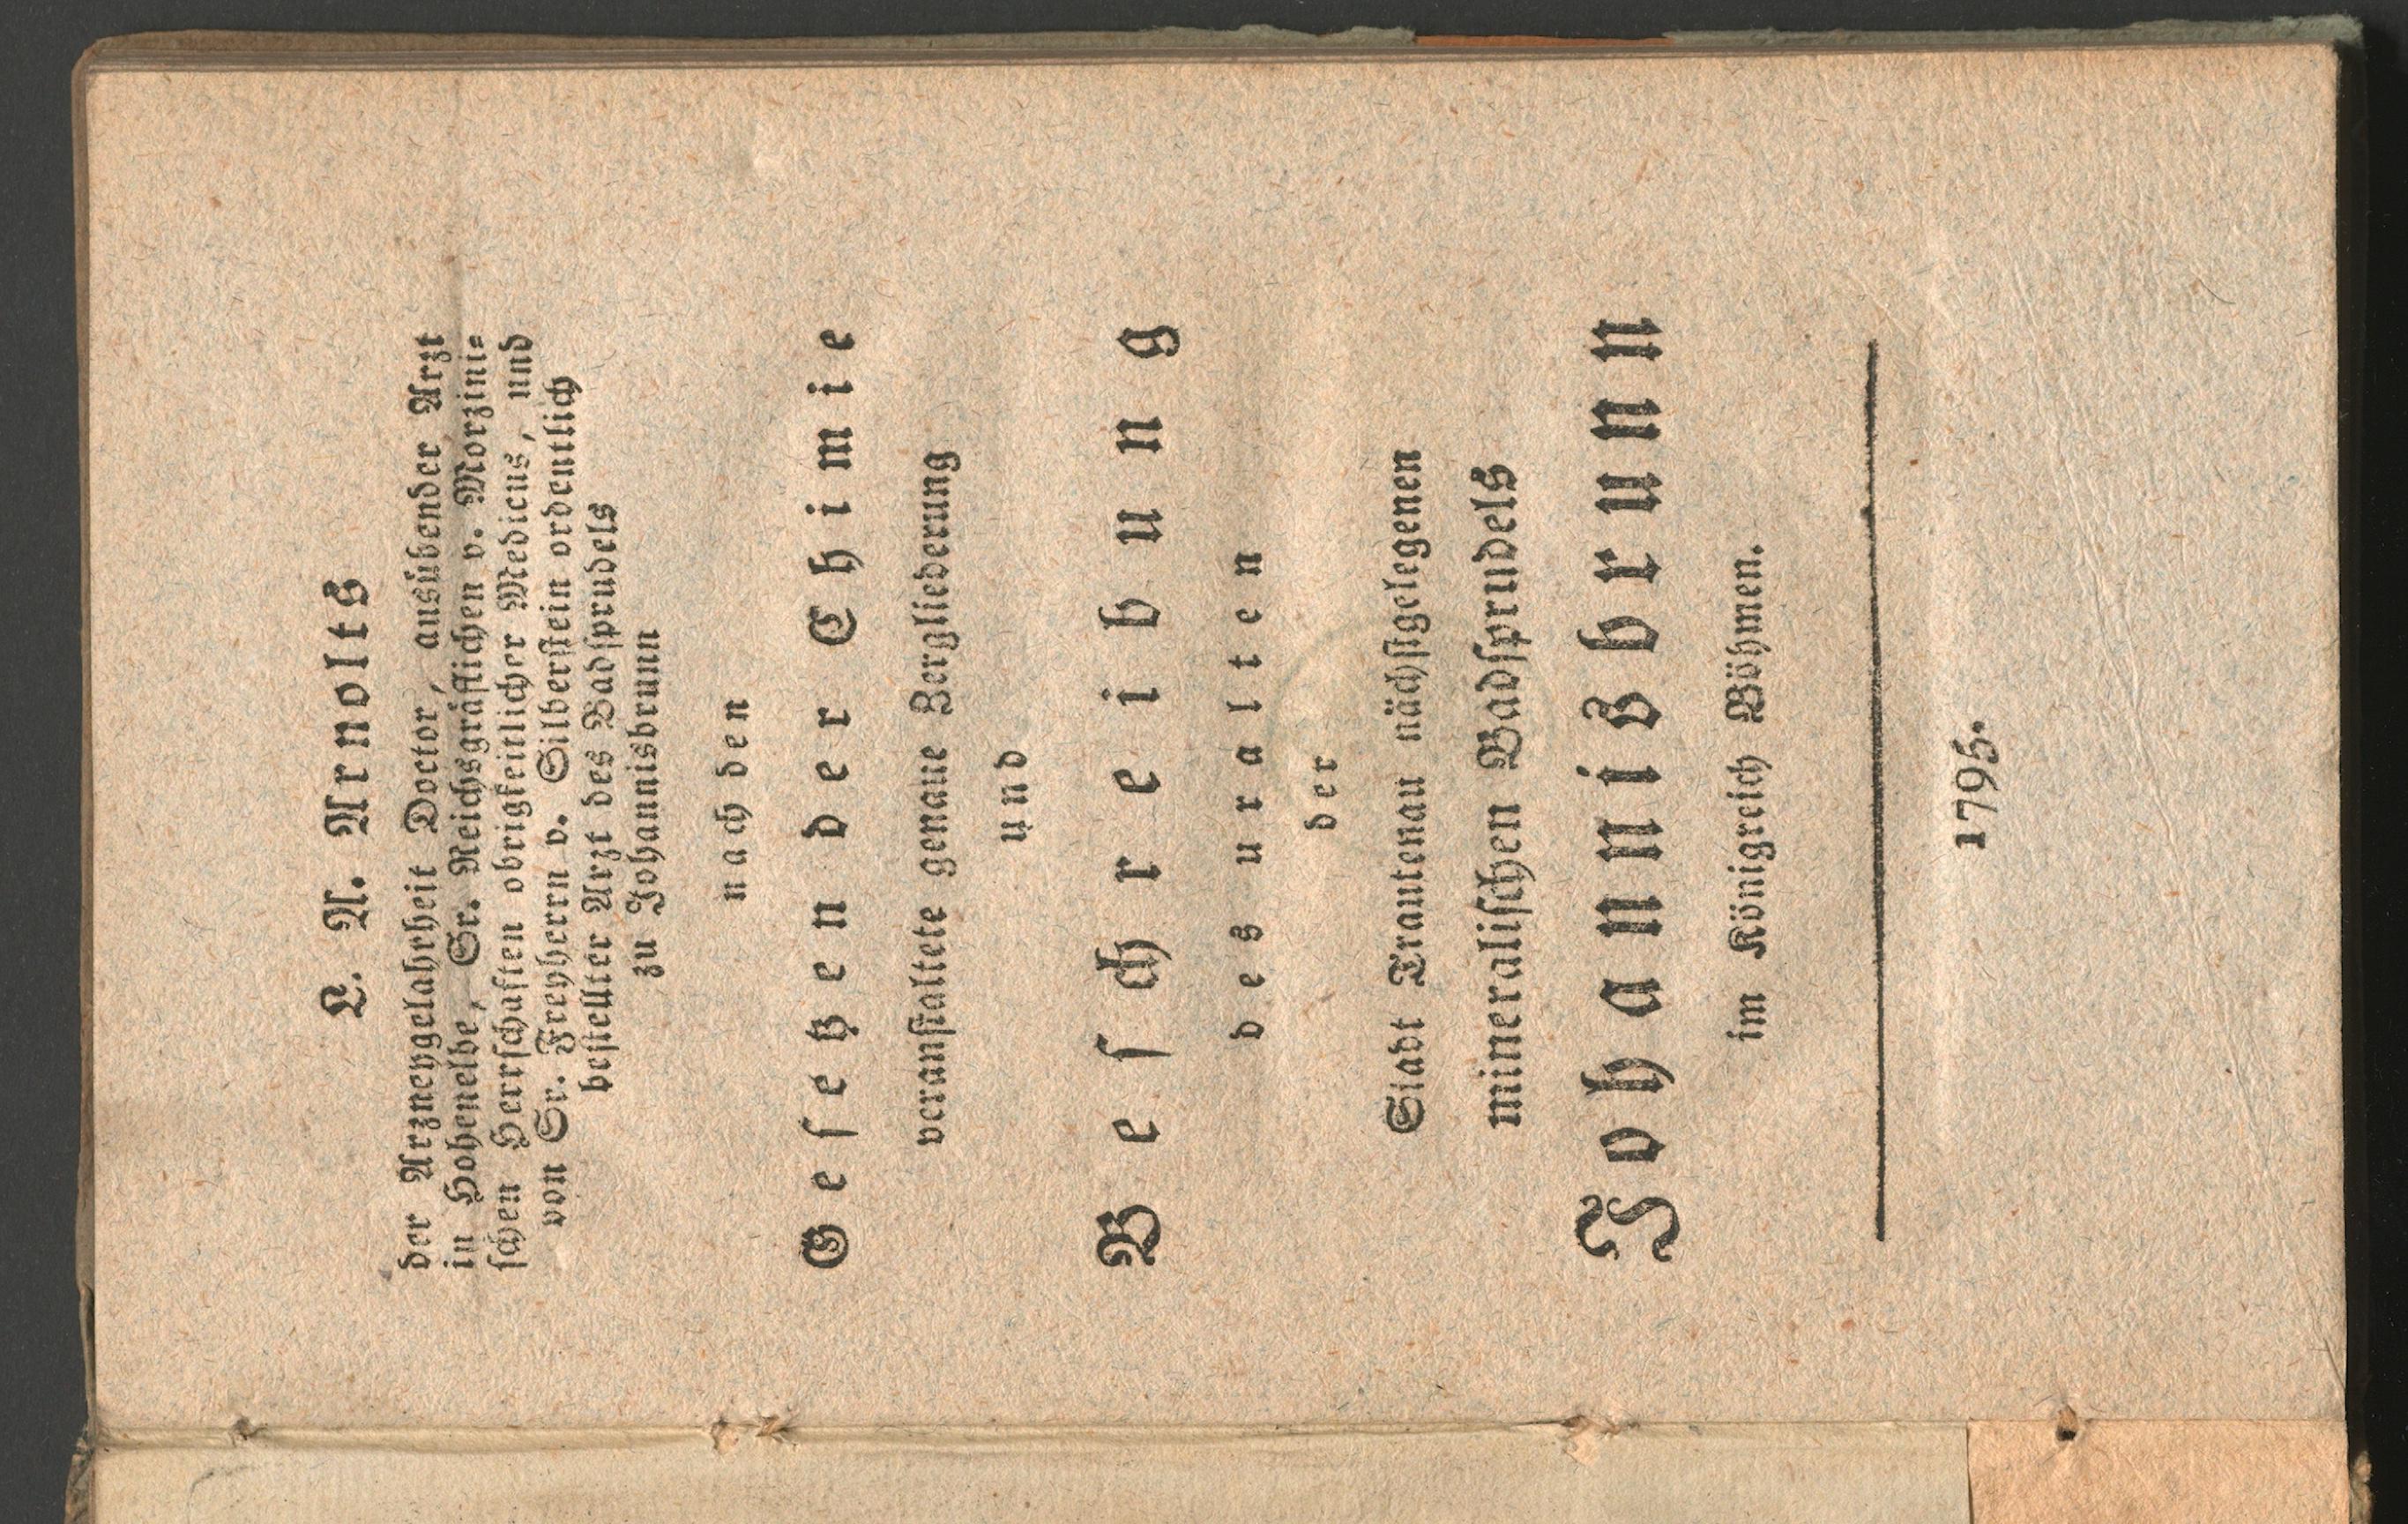 L. A. Arnolts
der Arzneygelahrheit Doctor, ausübender Arzt
in Hohenelbe, Sr. Reichsgräflichen v. Morzini⸗
ſchen Herrſchaften obrigkeitlicher Medicus, und
von Sr. Freyherrn v. Silberſtein ordentlich
beſtellter Arzt des Badſprudels
zu Johannisbrunn
nach den
Geſetzen der Chimie
veranſtaltete genaue Zergliederung
und
Beſchreibung
des uralten
der
Stadt Trautenau nächſtgelegenen
mineraliſchen Badſprudels
Johannißbrunn
im Königreich Böhmen.
1795.